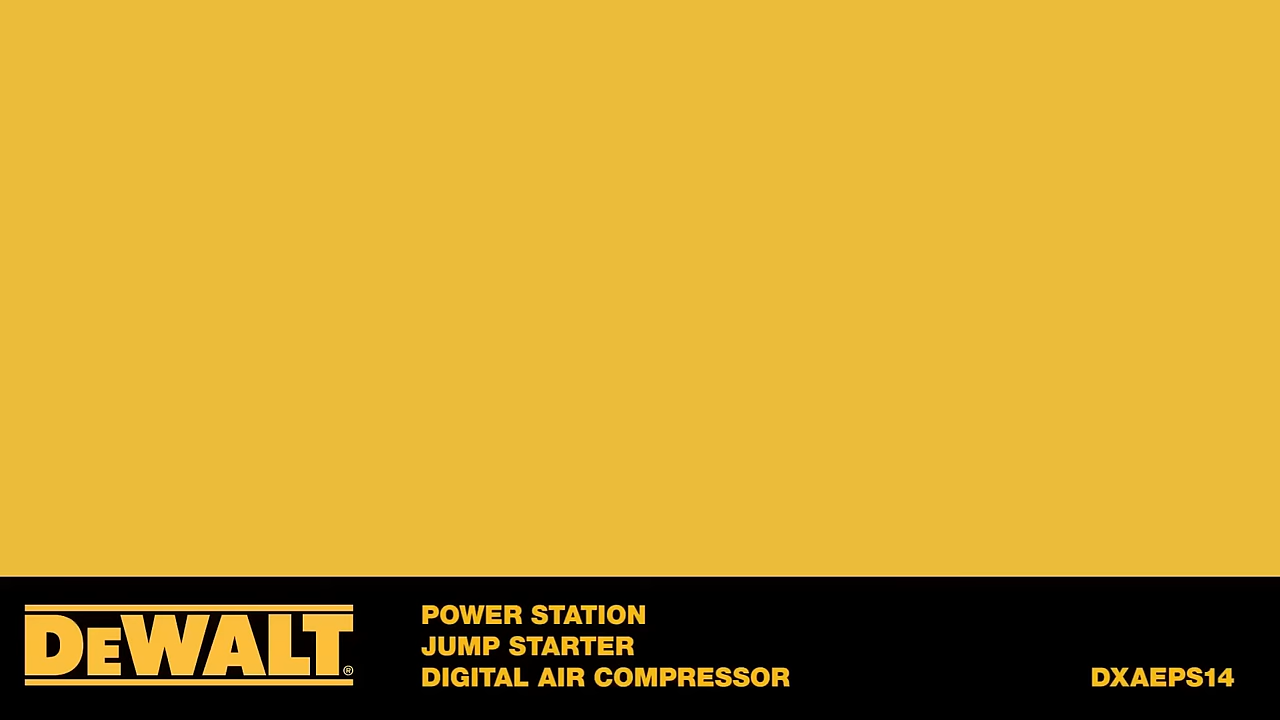 DEWALT®
POWER STATION
JUMP STARTER
DIGITAL AIR COMPRESSOR
DXAEPS14